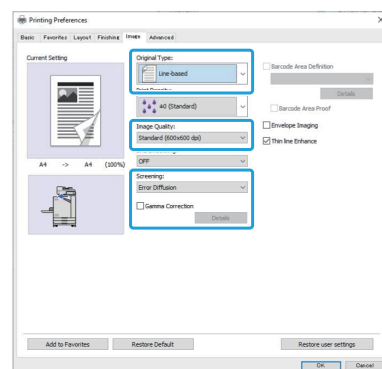 Printing Preferences
Basic Favorites Layout Finishing Image Advanced
Current Setting
A4 -> A4 (100%)
Original Type:
Line-based
40 (Standard)
Image Quality:
Standard (600x600 dpi)
OFF
Screening:
Error Diffusion
Gamma Correction
Details
Barcode Area Definition
Details
Barcode Area Proof
Envelope Imaging
Thin line Enhance
Add to Favorites Restore Default Restore user settings
OK Cancel